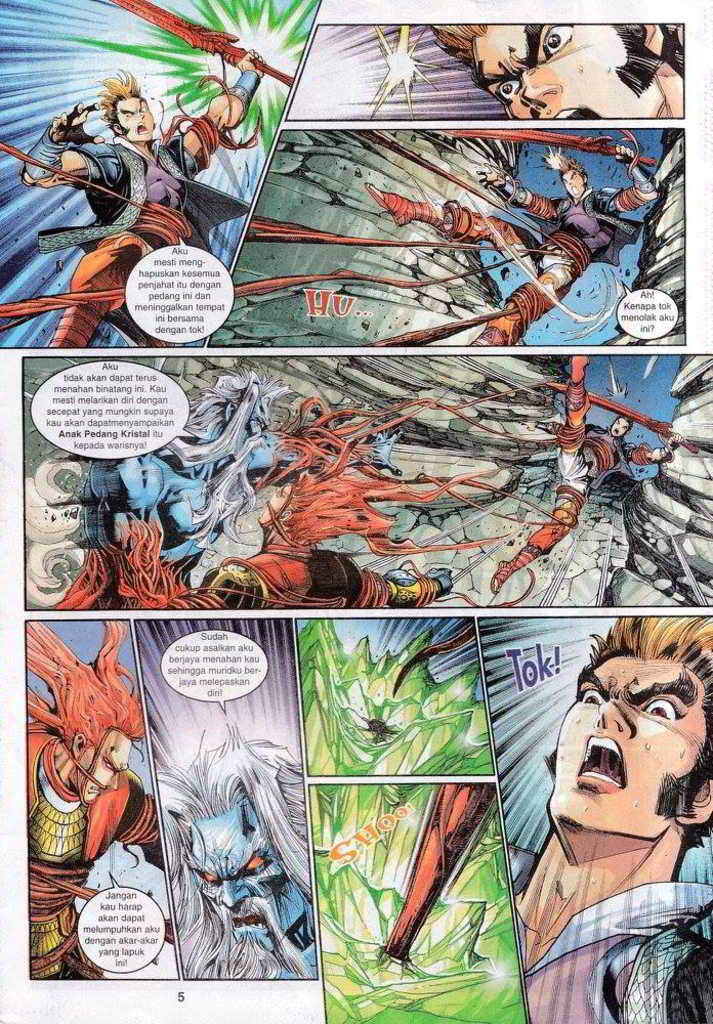 Aku
mesti meng-
hapuskan kesemua
penjahat itu dengan
pedang ini dan
meninggalkan tempat
ini bersama
dengan tok!
HU...
Ah!
Kenapa tok
menolak aku
ini?
Aku
tidak akan dapat terus
menahan binatang ini. Kau
mesti melarikan diri dengan
secepat yang mungkin supaya
kau akan dapatmenyampaikan
Anak Pedang Kristal itu
kepada warisnya!
Jangan
kau harap
akan dapat
melumpuhkan aku
dengan akar-akar
yang lapuk
ini!
Sudah
cukup asalkan aku
berjaya menahan kau
sehingga muridku ber-
jaya melepaskan
diri!
SHOO!
Tok!
5